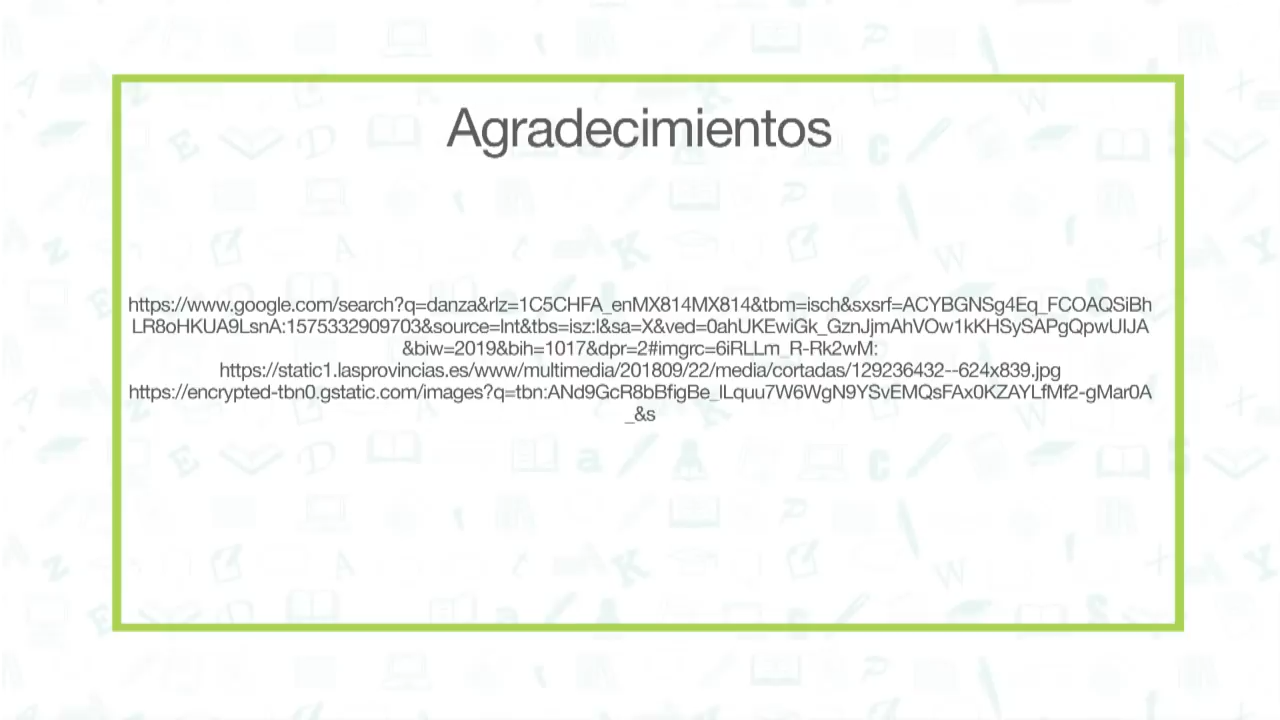 Agradecimientos
https://www.google.com/search?q=danza&rlz=1C5CHFA_enMX814MX814&tbm=isch&sxsrf=ACYBGNSg4Eq_FCOAQSiBh
LR8oHKUA9LsnA:1575332909703&source=lnt&tbs=isz:l&sa=X&ved=0ahUKEwiGk_GznJjmAhVOw1kKHSySAPgQpwUIJA
&biw=2019&bih=1017&dpr=2#imgrc=6iRLLm_R-Rk2wM:
https://static1.lasprovincias.es/www/multimedia/201809/22/media/cortadas/129236432--624x839.jpg
https://encrypted-tbn0.gstatic.com/images?q=tbn:ANd9GcR8bBfigBe_lLquu7W6WgN9YSvEMQsFAx0KZAYLfMf2-gMar0A
_&s